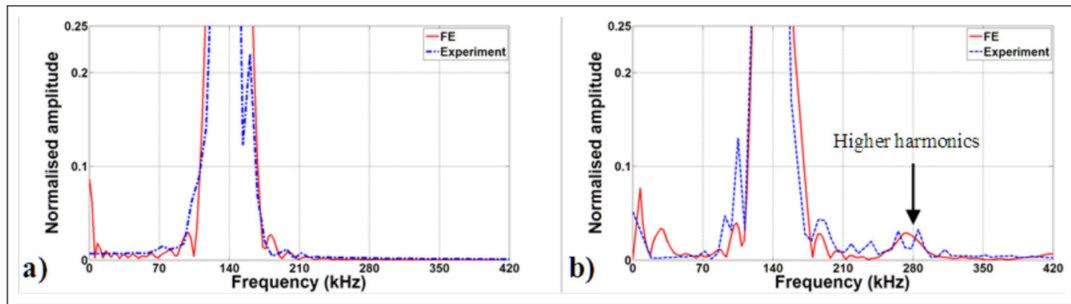 0.25
0.2
0.1
0
Normalised amplitude
FE
Experiment
a)
0 70 140 210 280 350 420
Frequency (kHz)
0.25
0.2
0.1
0
Normalised amplitude
FE
Experiment
Higher harmonics
b)
0 70 140 210 280 350 420
Frequency (kHz)